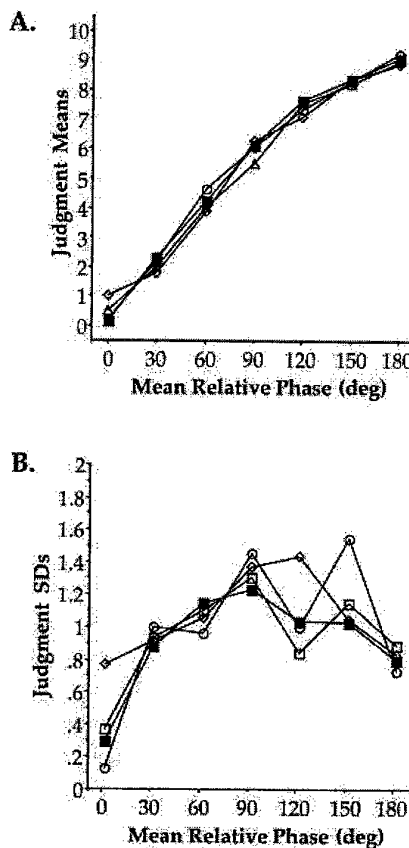 A.
10
9
8
7
6
5
4
3
2
1
0
Judgment Means
0 30 60 90 120 150 180
Mean Relative Phase (deg)
B.
2
1.8
1.6
1.4
1.2
1
.8
.6
.4
.2
0
Judgment SDs
0 30 60 90 120 150 180
Mean Relative Phase (deg)